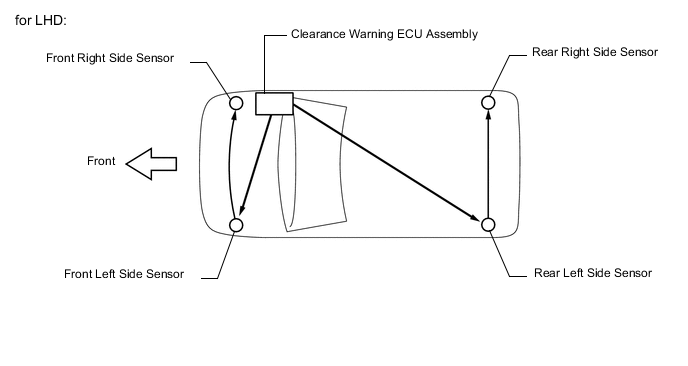 for LHD:
Clearance Warning ECU Assembly
Front Right Side Sensor
Rear Right Side Sensor
Front
Front Left Side Sensor
Rear Left Side Sensor